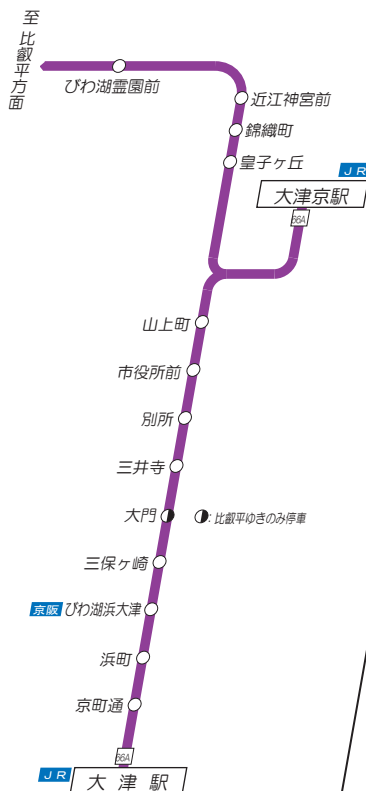 至
比叡平方面
びわ湖霊園前
近江神宮前
錦織町
皇子ヶ丘
JR
大津京駅
66A
山上町
市役所前
別所
三井寺
大門
:比叡平ゆきのみ停車
三保ヶ崎
京阪 びわ湖浜大津
浜町
京町通
66A
JR
大津駅